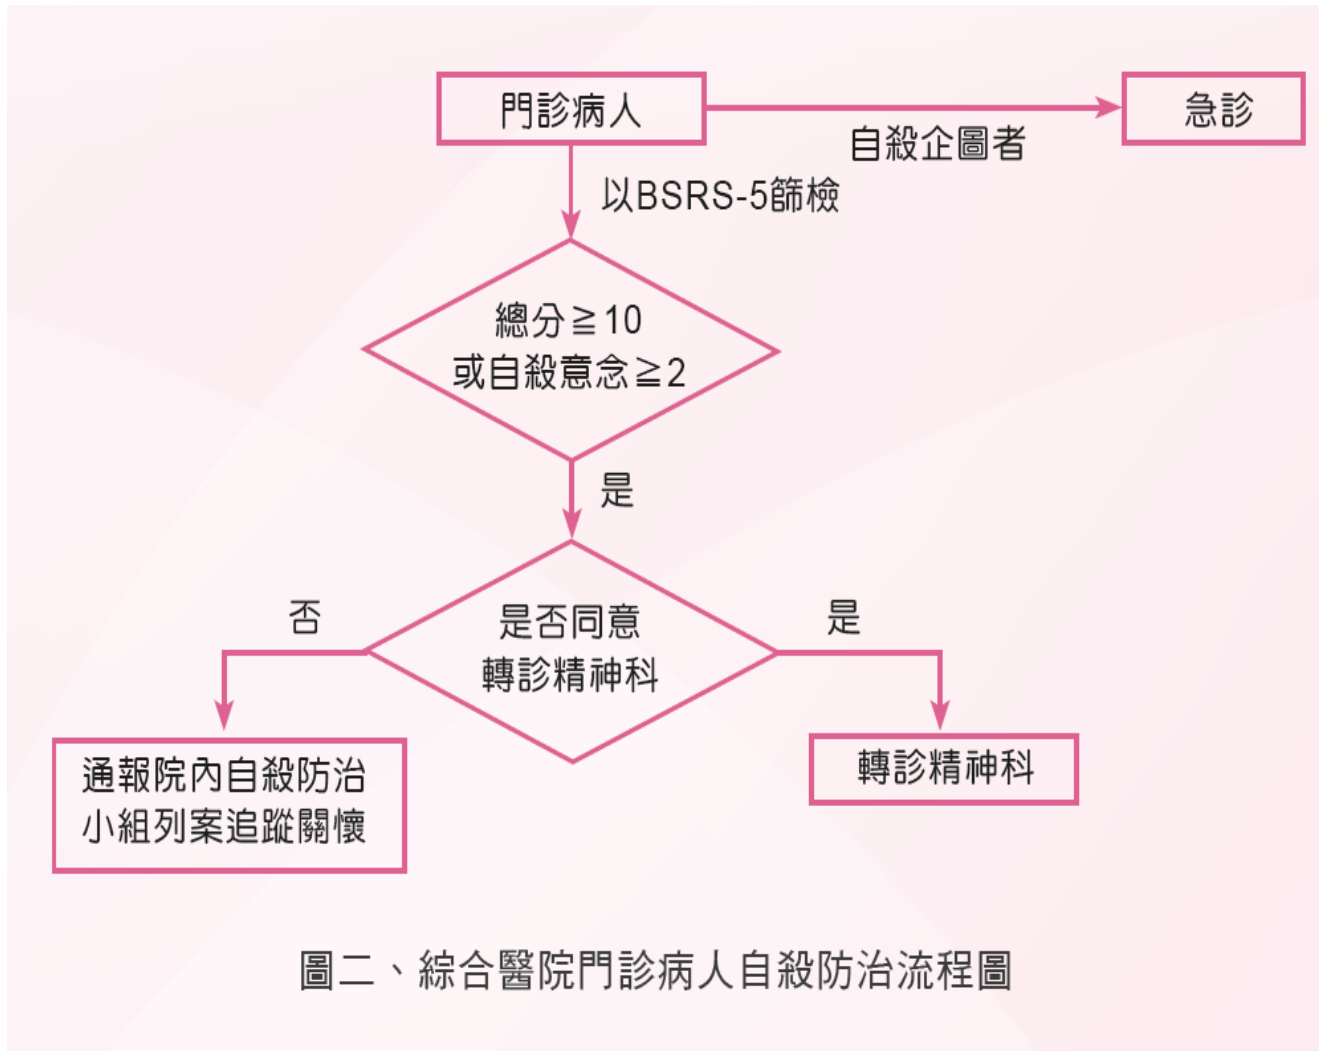 門診病人
急診
自殺企圖者
以BSRS-5篩檢
總分≧10
或自殺意念≧2
是
否
是否同意
轉診精神科
是
通報院內自殺防治
小組列案追蹤關懷
轉診精神科
圖二、綜合醫院門診病人自殺防治流程圖